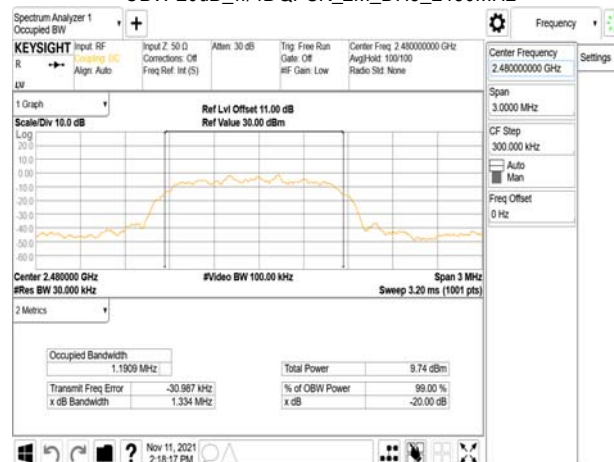 Spectrum Analyzer 1
Occupied BW
Frequency
KEYSIGHT
R
Input: RF
Coupling: DC
Align: Auto
Input Z: 50 Ω
Corrections: Off
Freq Ref: Int (S)
Atten: 30 dB
Trig: Free Run
Gate: Off
#IF Gain: Low
Center Freq: 2.480000000 GHz
Avg|Hold: 100/100
Radio Std: None
Center Frequency
2.480000000 GHz
Settings
Span
3.0000 MHz
CF Step
300.000 kHz
Auto
Man
Freq Offset
0 Hz
1 Graph
Scale/Div 10.0 dB
Ref Lvl Offset 11.00 dB
Ref Value 30.00 dBm
Log
20.0
10.0
0.00
-10.0
-20.0
-30.0
-40.0
-50.0
-60.0
Center 2.480000 GHz
#Res BW 30.000 kHz
#Video BW 100.00 kHz
Span 3 MHz
Sweep 3.20 ms (1001 pts)
2 Metrics
Occupied Bandwidth
1.1909 MHz
Total Power 9.74 dBm
Transmit Freq Error -30.987 kHz
% of OBW Power 99.00 %
x dB Bandwidth 1.334 MHz
x dB -20.00 dB
Nov 11, 2021
2:18:17 PM